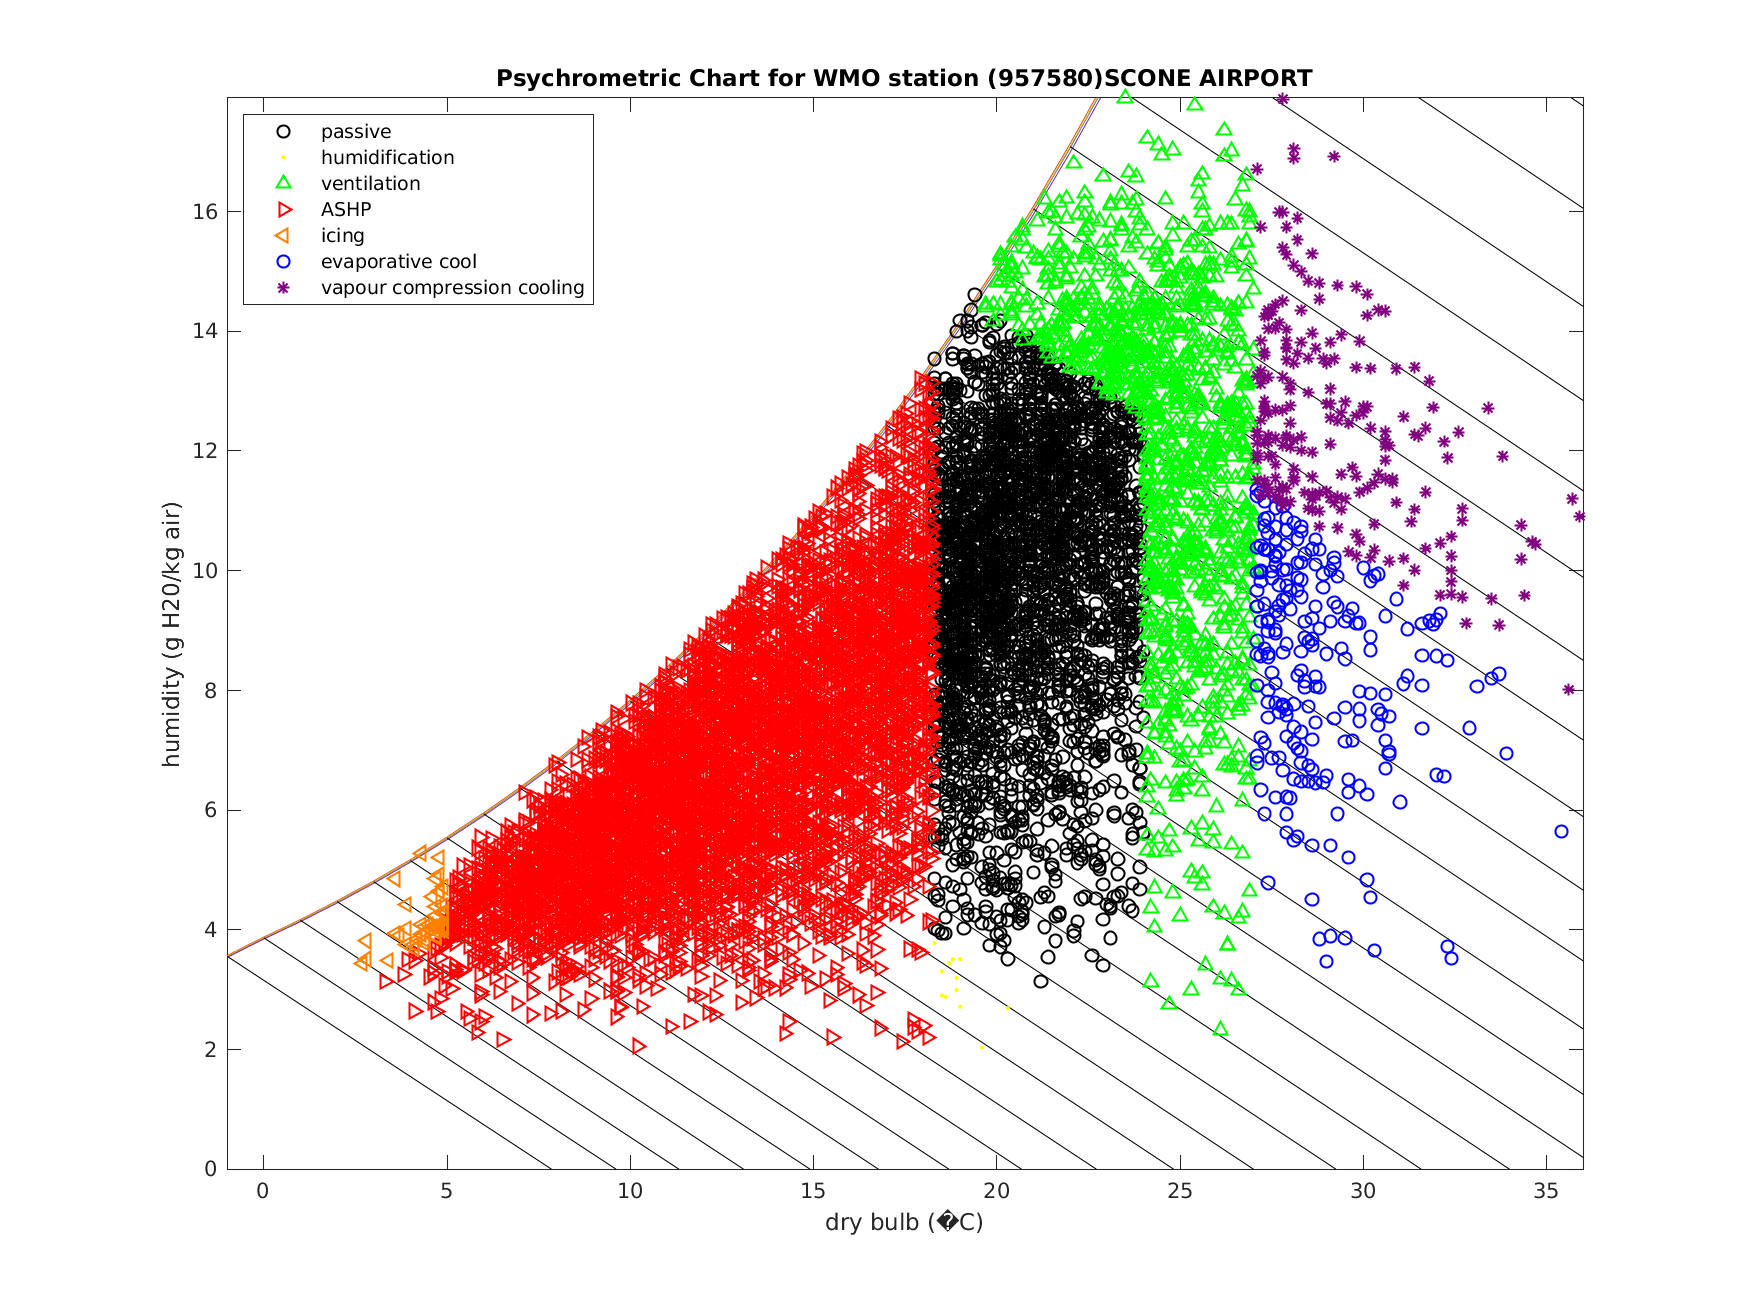 Psychrometric Chart for WMO station (957580)SCONE AIRPORT
passive
humidification
ventilation
ASHP
icing
evaporative cool
vapour compression cooling
humidity (g H20/kg air)
16
14
12
10
8
6
4
2
0
0 5 10 15 20 25 30 35
dry bulb (�C)